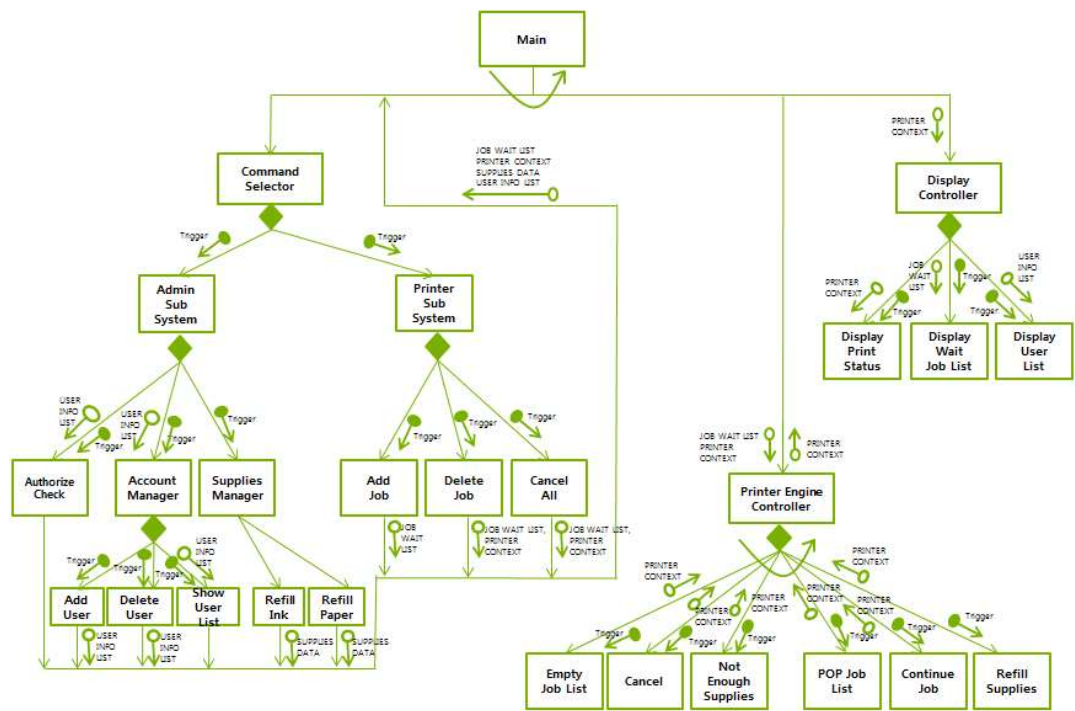 Main
PRINTER
CONTEXT
JOB WAIT LIST
PRINTER CONTEXT
SUPPLIES DATA
USER INFO LIST
Command
Selector
Display
Controller
Trigger
Trigger
Admin
Sub
System
Printer
Sub
System
PRINTER
CONTEXT
Trigger
JOB
WAIT
LIST
Trigger
USER
INFO
LIST
Trigger
Display
Print
Status
Display
Wait
Job List
Display
User
List
USER
INFO
LIST
Trigger
USER
INFO
LIST
Trigger
Trigger
Trigger
Trigger
Trigger
JOB WAIT LIST
PRINTER
CONTEXT
PRINTER
CONTEXT
Authorize
Check
Account
Manager
Supplies
Manager
Add
Job
Delete
Job
Cancel
All
Printer Engine
Controller
JOB
WAIT
LIST
JOB WAIT LIST,
PRINTER
CONTEXT
JOB WAIT LIST,
PRINTER
CONTEXT
Trigger
Trigger
Trigger
USER
INFO
LIST
Add
User
Delete
User
Show
User
List
Refill
Ink
Refill
Paper
USER
INFO
LIST
USER
INFO
LIST
SUPPLIES
DATA
SUPPLIES
DATA
PRINTER
CONTEXT
PRINTER
CONTEXT
PRINTER
CONTEXT
PRINTER
CONTEXT
PRINTER
CONTEXT
PRINTER
CONTEXT
Trigger
Trigger
Trigger
Trigger
Trigger
Trigger
Empty
Job List
Cancel
Not
Enough
Supplies
POP Job
List
Continue
Job
Refill
Supplies